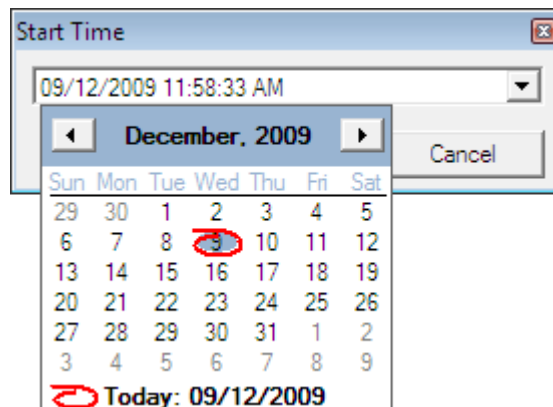 Start Time
09/12/2009 11:58:33 AM
December, 2009
Cancel
Sun Mon Tue Wed Thu Fri Sat
29 30 1 2 3 4 5
6 7 8 9 10 11 12
13 14 15 16 17 18 19
20 21 22 23 24 25 26
27 28 29 30 31 1 2
3 4 5 6 7 8 9
Today: 09/12/2009